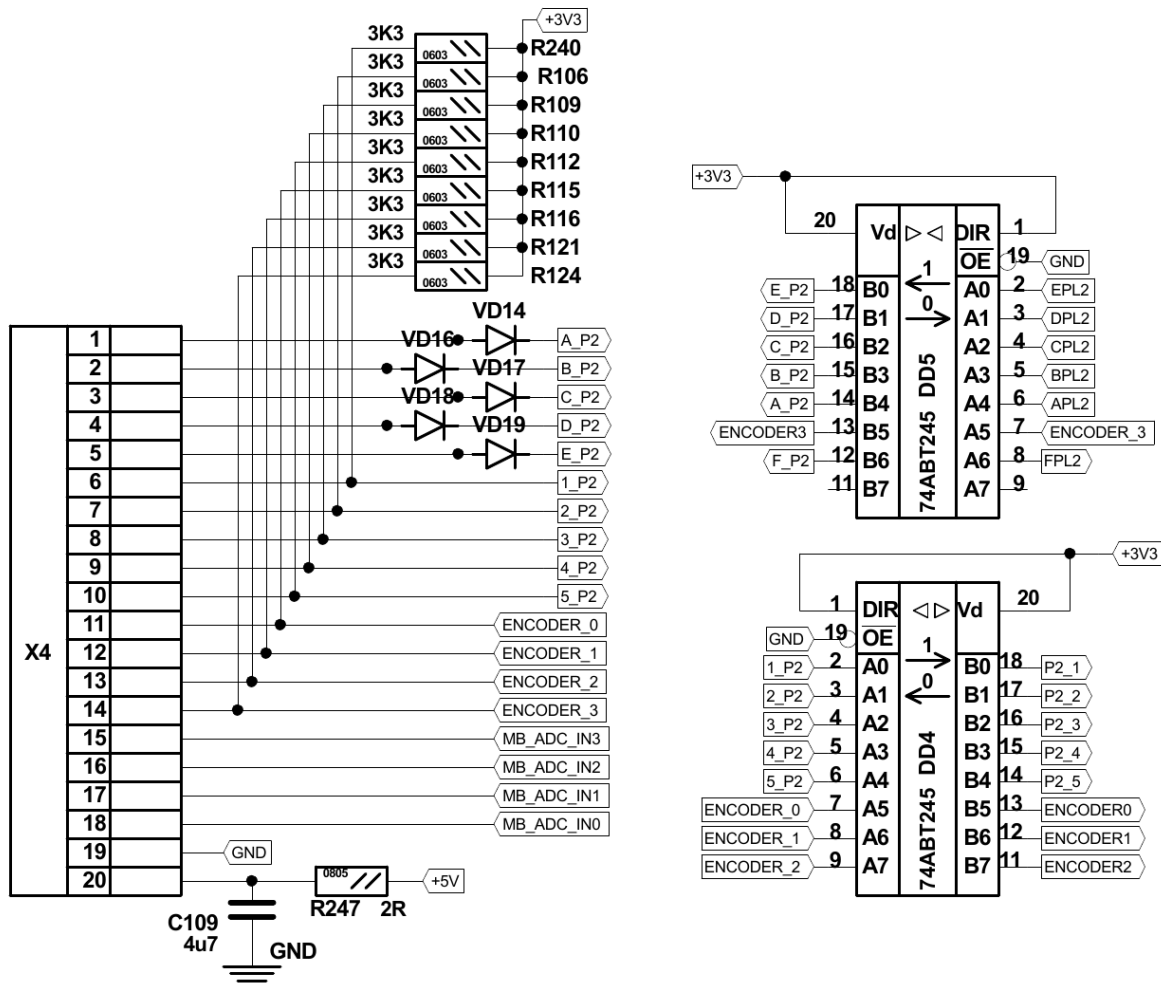 +3V3
3K3 0603 R240
3K3 0603 R106
3K3 0603 R109
3K3 0603 R110
3K3 0603 R112
3K3 0603 R115
3K3 0603 R116
3K3 0603 R121
3K3 0603 R124
X4
1 VD14 A_P2
2 VD16 B_P2
3 VD17 C_P2
4 VD18 D_P2
5 VD19 E_P2
6 1_P2
7 2_P2
8 3_P2
9 4_P2
10 5_P2
11 ENCODER_0
12 ENCODER_1
13 ENCODER_2
14 ENCODER_3
15 MB_ADC_IN3
16 MB_ADC_IN2
17 MB_ADC_IN1
18 MB_ADC_IN0
19 GND
20 0805 +5V
R247 2R
C109
4u7
GND
+3V3
20 Vd DIR 1
OE 19 GND
1
0
E_P2 18 B0 A0 2 EPL2
D_P2 17 B1 A1 3 DPL2
C_P2 16 B2 A2 4 CPL2
B_P2 15 B3 A3 5 BPL2
A_P2 14 B4 A4 6 APL2
ENCODER3 13 B5 A5 7 ENCODER_3
F_P2 12 B6 A6 8 FPL2
11 B7 A7 9
74ABT245 DD5
+3V3
1 DIR Vd 20
GND 19 OE
1
0
1_P2 2 A0 B0 18 P2_1
2_P2 3 A1 B1 17 P2_2
3_P2 4 A2 B2 16 P2_3
4_P2 5 A3 B3 15 P2_4
5_P2 6 A4 B4 14 P2_5
ENCODER_0 7 A5 B5 13 ENCODER0
ENCODER_1 8 A6 B6 12 ENCODER1
ENCODER_2 9 A7 B7 11 ENCODER2
74ABT245 DD4